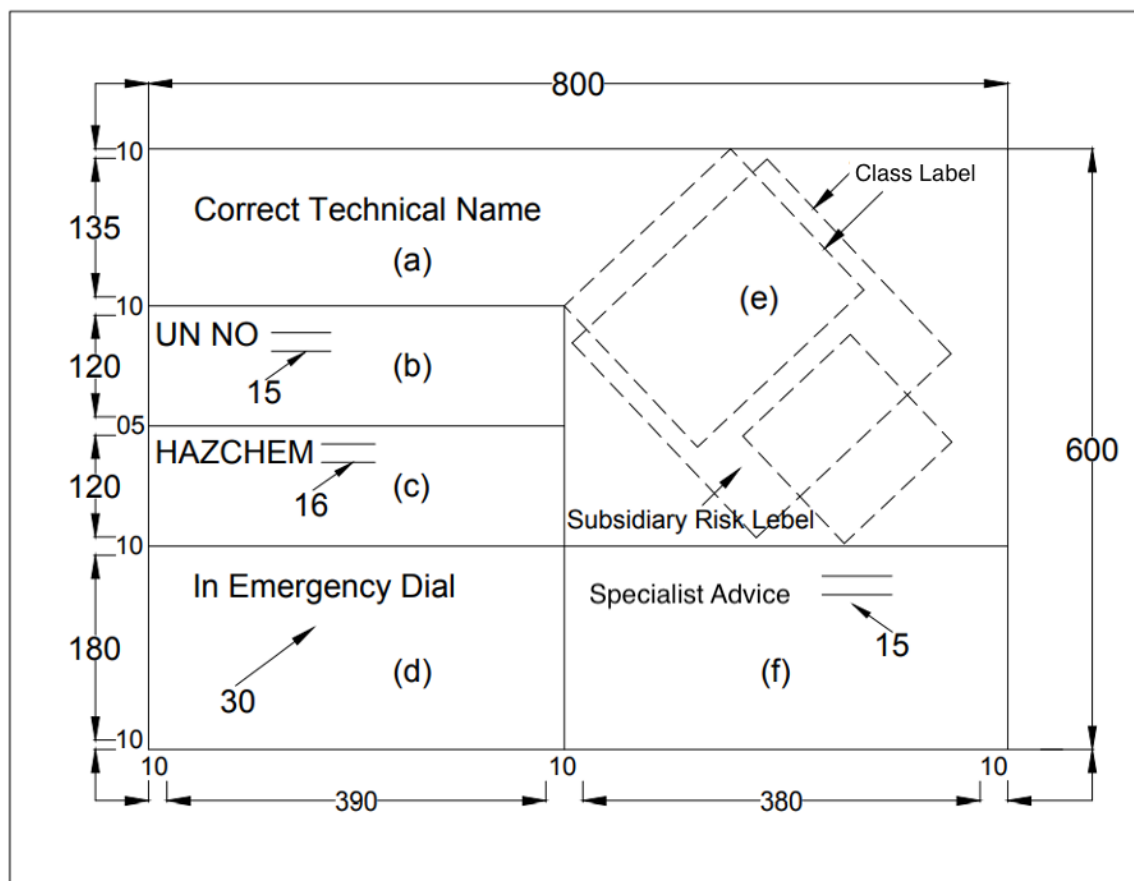 800
10
135
Correct Technical Name
(a)
Class Label
(e)
10
UN NO
15
(b)
120
05
HAZCHEM
16
(c)
120
600
Subsidiary Risk Lebel
10
In Emergency Dial
30
(d)
180
Specialist Advice
15
(f)
10
10
10
10
390
380